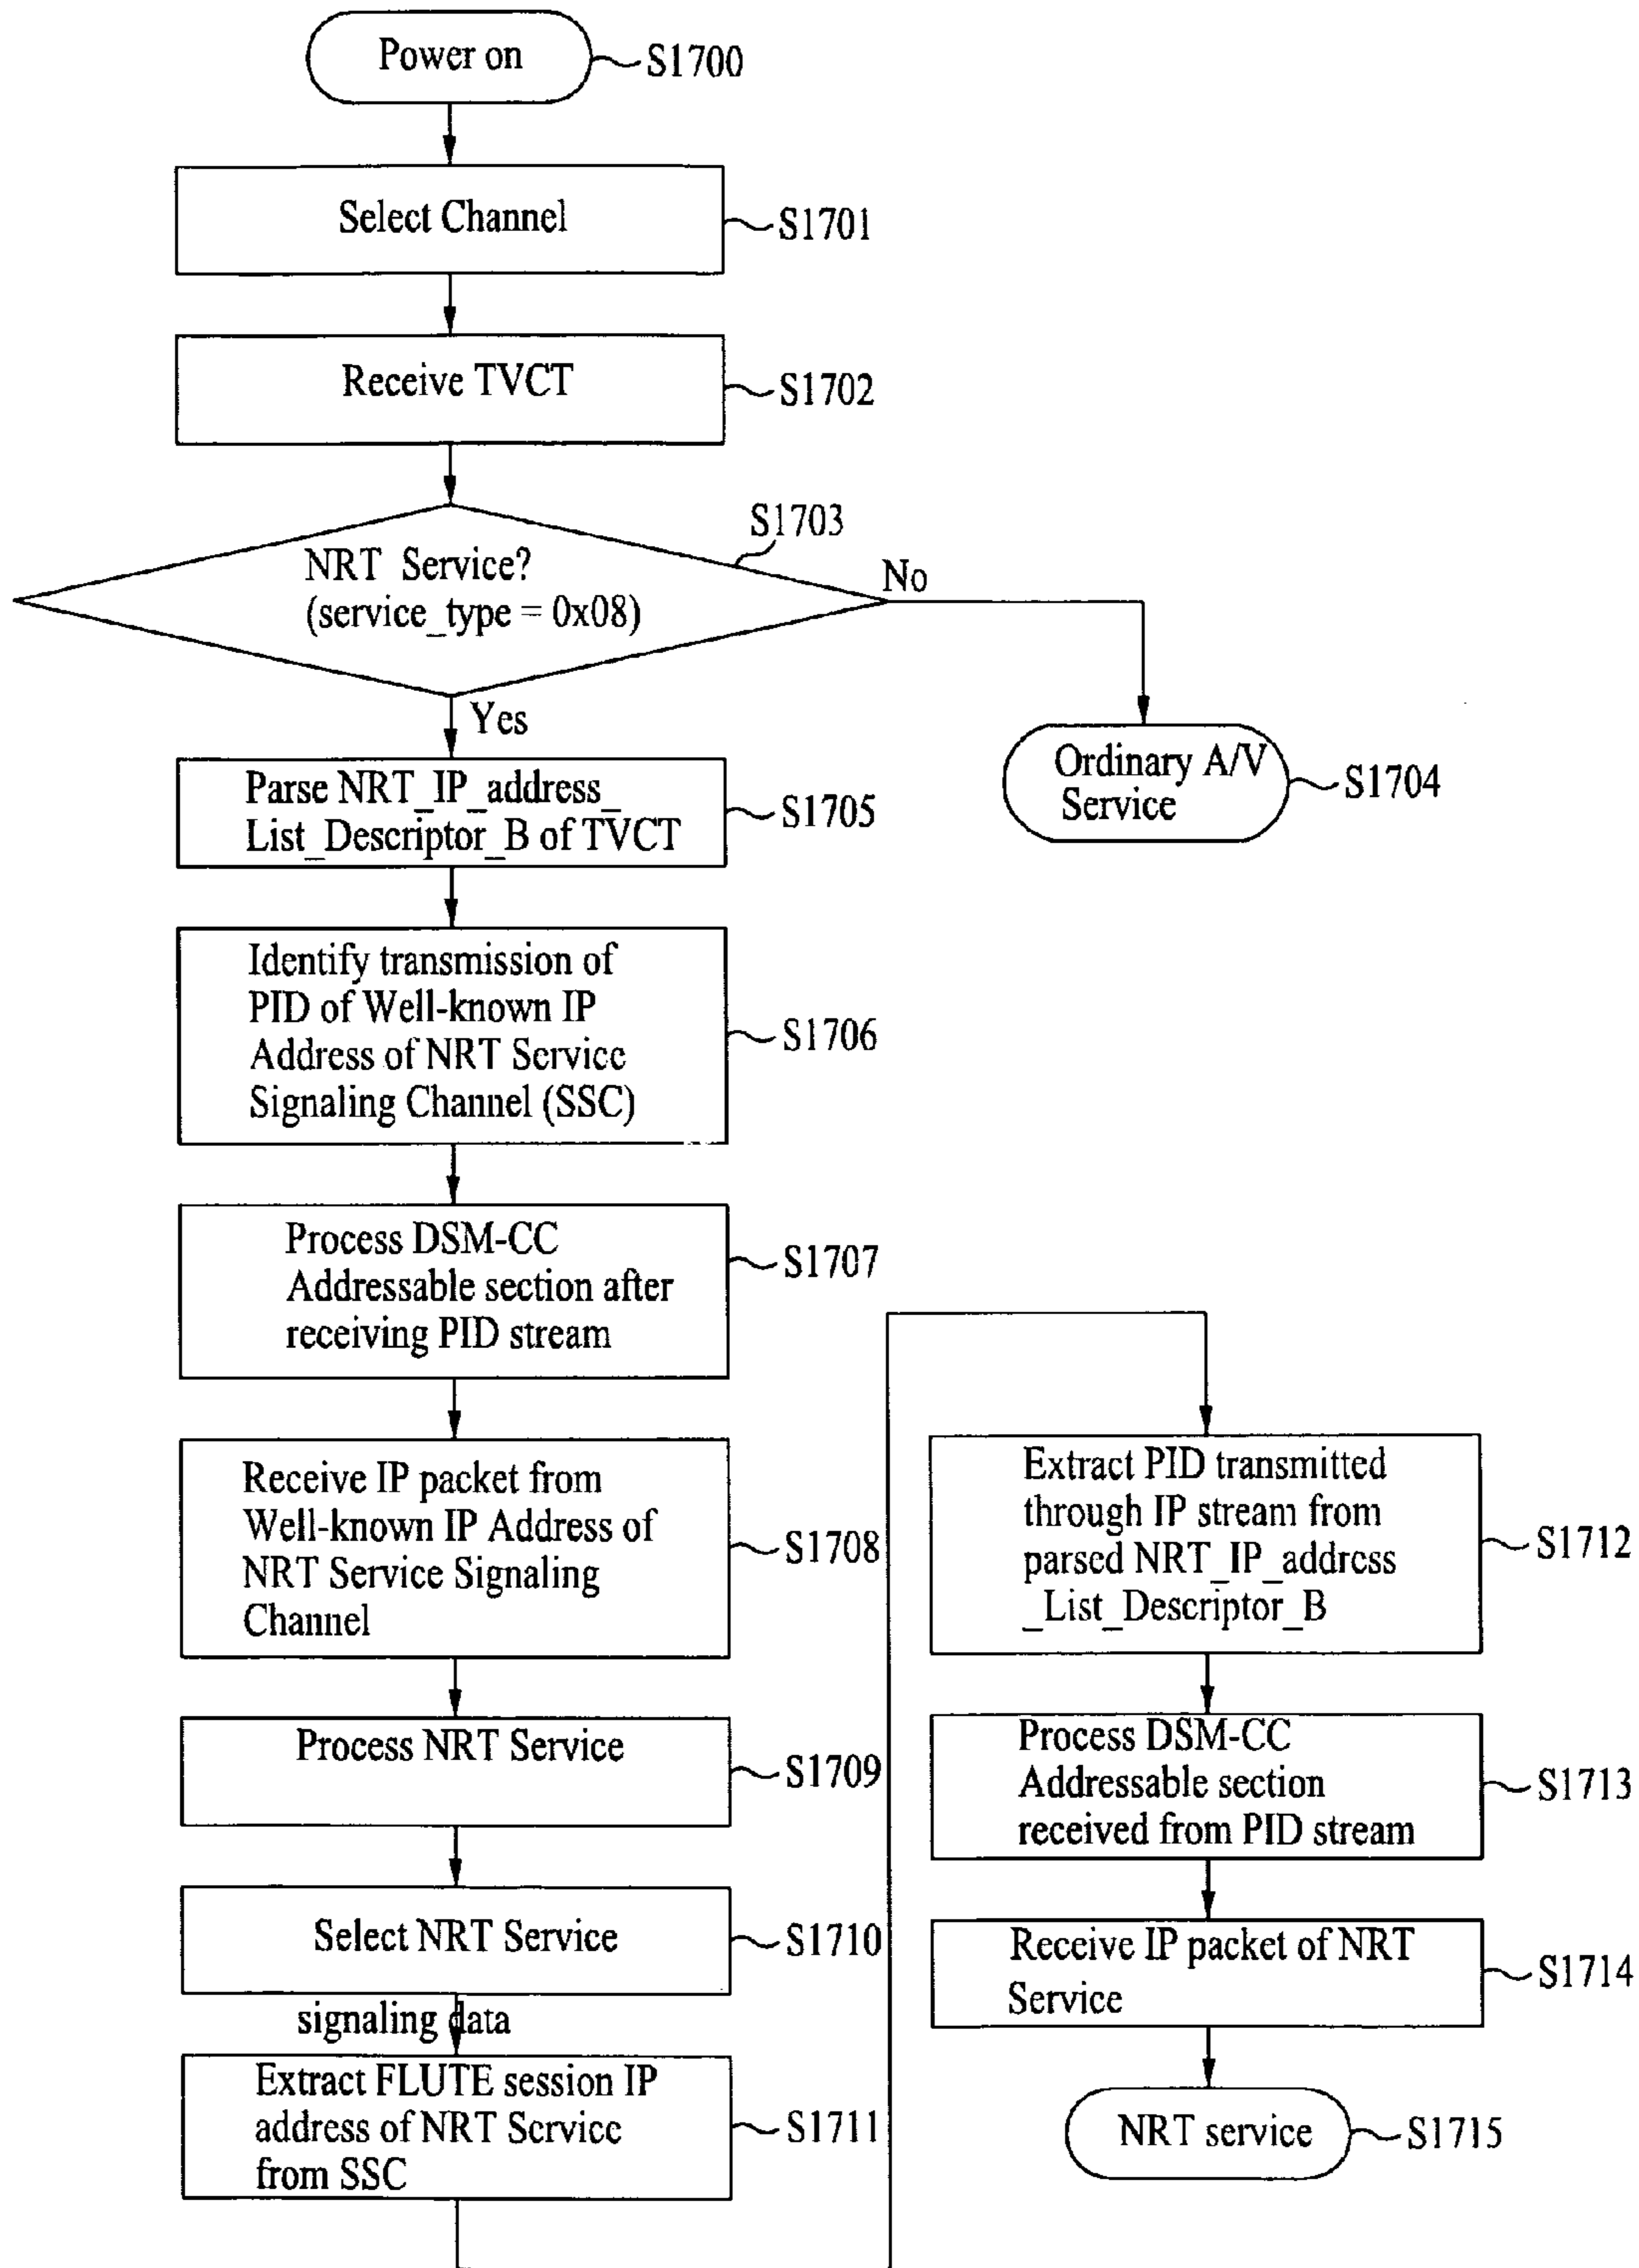 Power on
S1700
Select Channel
S1701
Receive TVCT
S1702
S1703
NRT Service?
(service_type = 0x08)
No
Yes
Ordinary A/V
Service
S1704
Parse NRT_IP_address_
List_Descriptor_B of TVCT
S1705
Identify transmission of
PID of Well-known IP
Address of NRT Service
Signaling Channel (SSC)
S1706
Process DSM-CC
Addressable section after
receiving PID stream
S1707
Receive IP packet from
Well-known IP Address of
NRT Service Signaling
Channel
S1708
Process NRT Service
S1709
Select NRT Service
S1710
signaling data
Extract FLUTE session IP
address of NRT Service
from SSC
S1711
Extract PID transmitted
through IP stream from
parsed NRT_IP_address
_List_Descriptor_B
S1712
Process DSM-CC
Addressable section
received from PID stream
S1713
Receive IP packet of NRT
Service
S1714
NRT service
S1715